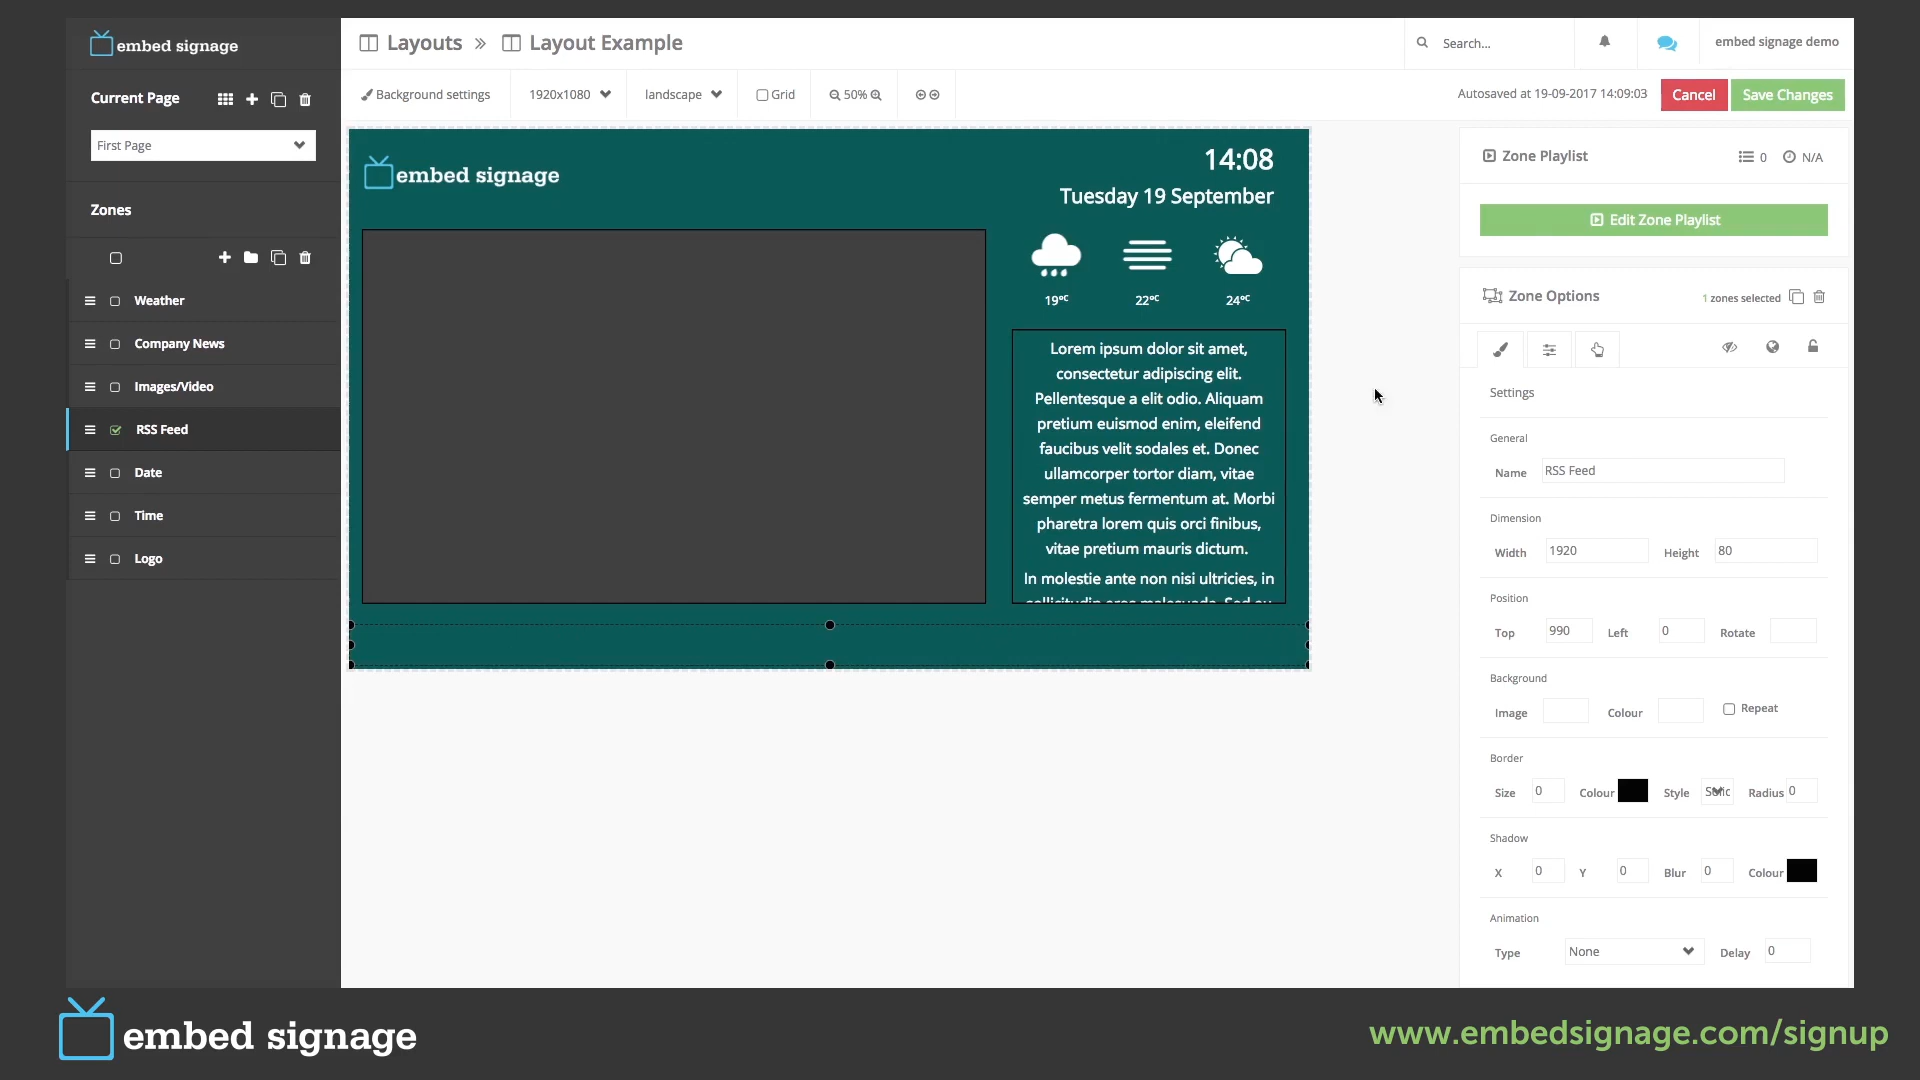 embed signage
Layouts » Layout Example
Search...
embed signage demo
Current Page
Background settings
1920x1080
landscape
Grid
50%
Autosaved at 19-09-2017 14:09:03
Cancel
Save Changes
First Page
Zones
Weather
Company News
Images/Video
RSS Feed
Date
Time
Logo
embed signage
14:08
Tuesday 19 September
19ºC
22ºC
24ºC
Lorem ipsum dolor sit amet,
consectetur adipiscing elit.
Pellentesque a elit odio. Aliquam
pretium euismod enim, eleifend
faucibus velit sodales et. Donec
ullamcorper tortor diam, vitae
semper metus fermentum at. Morbi
pharetra lorem quis orci finibus,
vitae pretium mauris dictum.
In molestie ante non nisi ultricies, in
Zone Playlist
0
N/A
Edit Zone Playlist
Zone Options
1 zones selected
Settings
General
Name RSS Feed
Dimension
Width 1920 Height 80
Position
Top 990 Left 0 Rotate
Background
Image Colour Repeat
Border
Size 0 Colour Style Radius 0
Shadow
X 0 Y 0 Blur 0 Colour
Animation
Type None Delay 0
embed signage
www.embedsignage.com/signup